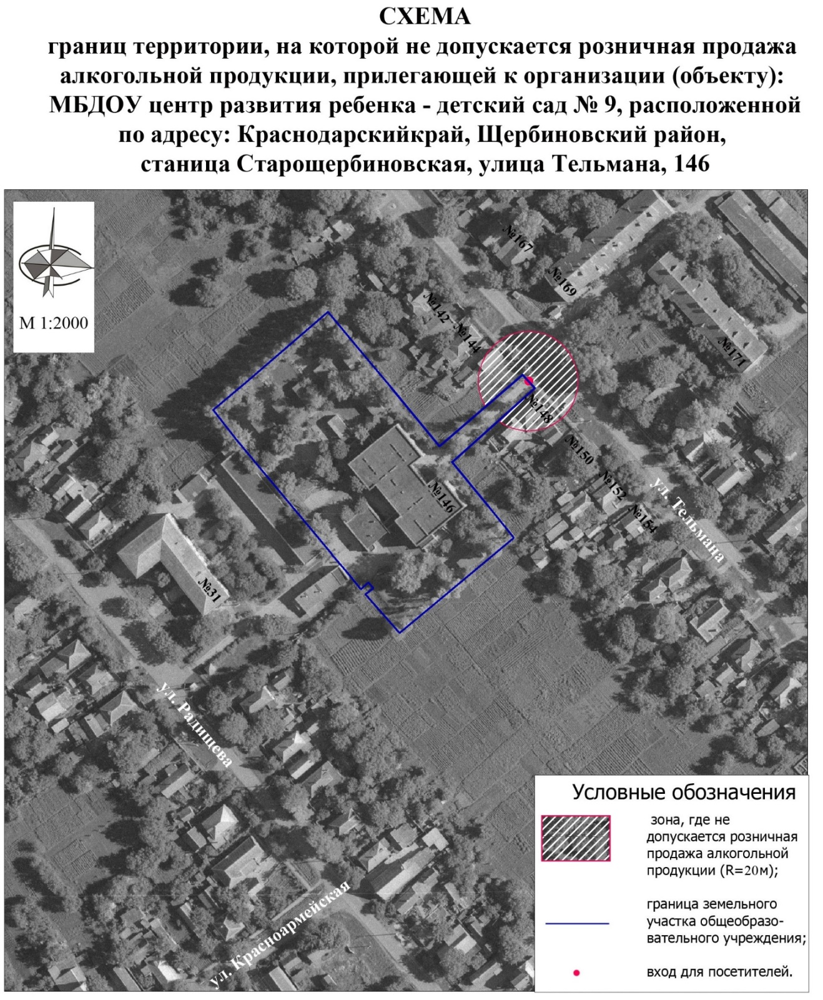 СХЕМА
границ территории, на которой не допускается розничная продажа
алкогольной продукции, прилегающей к организации (объекту):
МБДОУ центр развития ребенка - детский сад № 9, расположенной
по адресу: Краснодарскийкрай, Щербиновский район,
станица Старощербиновская, улица Тельмана, 146
М 1:2000
№167
№169
№142
№144
№171
№148
№150
№152
№154
ул. Тельмана
№146
№31
ул. Радищева
ул. Красноармейская
Условные обозначения
зона, где не
допускается розничная
продажа алкогольной
продукции (R=20м);
граница земельного
участка общеобразо-
вательного учреждения;
вход для посетителей.